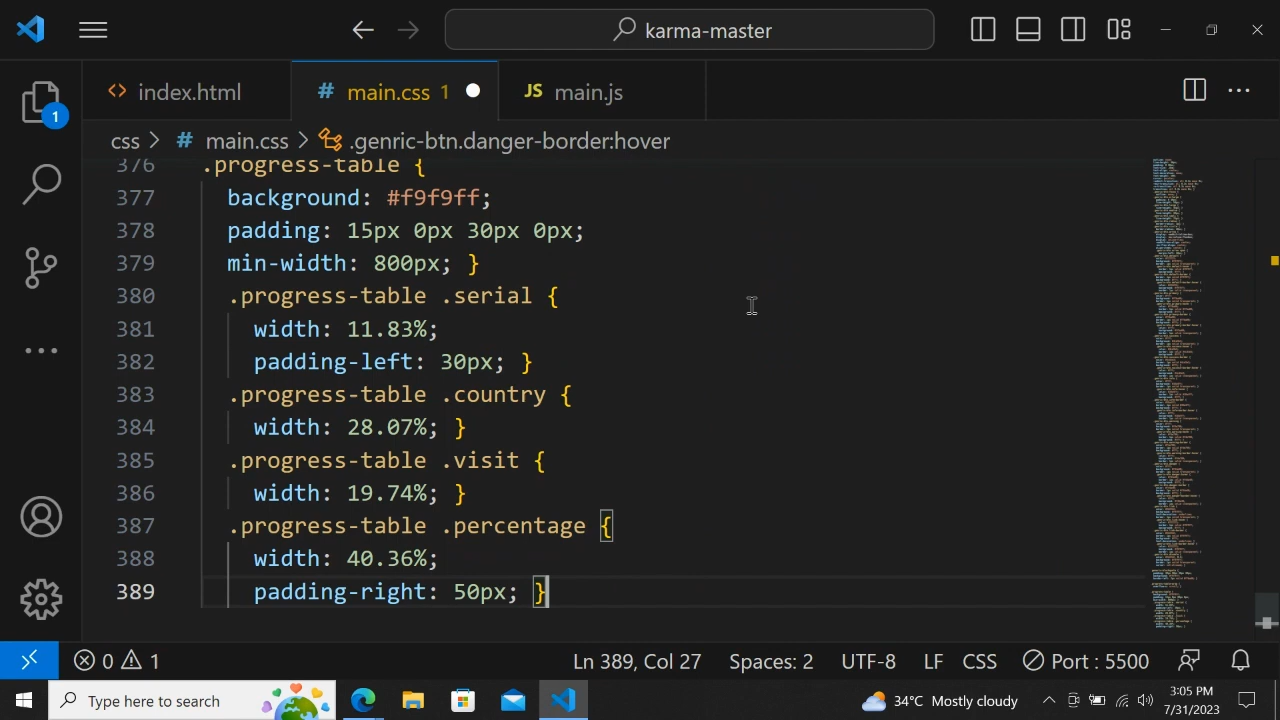 karma-master
index.html
# main.css 1
JS main.js
css > # main.css > .genric-btn.danger-border:hover
376 .progress-table {
377 background: #f9f9ff;
378 padding: 15px 0px 30px 0px;
379 min-width: 800px;
380 .progress-table .serial {
381 width: 11.83%;
382 padding-left: 30px; }
383 .progress-table .country {
384 width: 28.07%; }
385 .progress-table .visit {
386 width: 19.74%; }
387 .progress-table .percentage {
388 width: 40.36%;
389 padding-right: 50px; }
1
0 1
Ln 389, Col 27
Spaces: 2
UTF-8
LF
CSS
Port : 5500
Type here to search
34°C Mostly cloudy
3:05 PM
7/31/2023